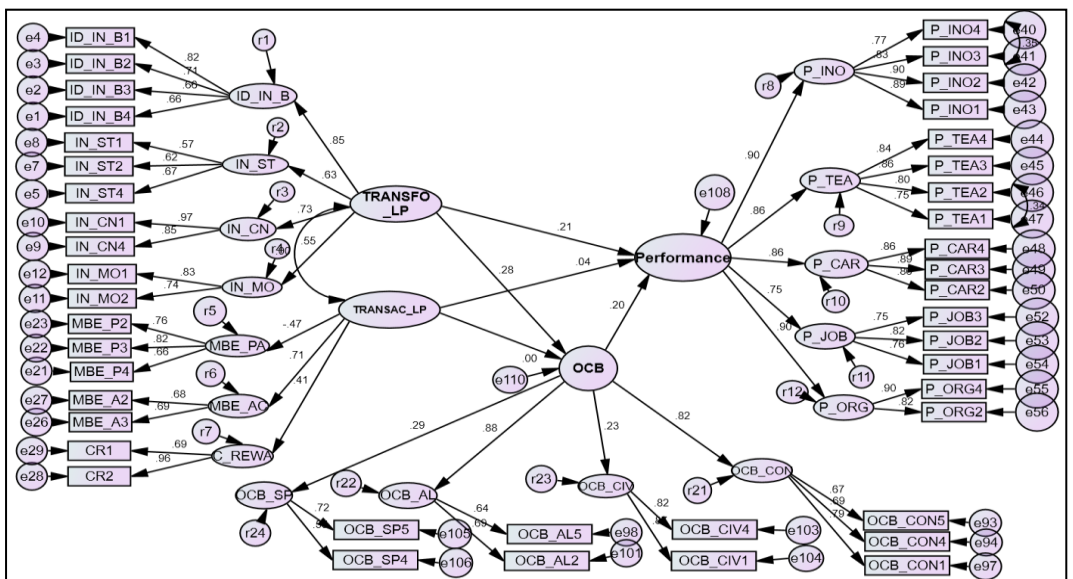 e4 ID_IN_B1
e3 ID_IN_B2
e2 ID_IN_B3
e1 ID_IN_B4
.82
.71
.66
.66
ID_IN_B
r1
e8 IN_ST1
e7 IN_ST2
e5 IN_ST4
.57
.62
.67
IN_ST
r2
e10 IN_CN1
e9 IN_CN4
.97
.85
IN_CN
r3
e12 IN_MO1
e11 IN_MO2
.83
.74
IN_MO
r4
e23 MBE_P2
e22 MBE_P3
e21 MBE_P4
.76
.82
.66
MBE_PA
r5
e27 MBE_A2
e26 MBE_A3
.68
.69
MBE_AC
r6
e29 CR1
e28 CR2
.69
.96
C_REWA
r7
.85
.63
.73
.55
TRANSFO
_LP
TRANSAC_LP
-.47
.71
.41
.21
.04
.28
.00
.20
e108
Performance
e110
OCB
.29
.88
.23
.82
OCB_SP
r24
.72
OCB_SP5 e105
OCB_SP4 e106
r22
OCB_AL
.64
.69
OCB_AL5 e98
OCB_AL2 e101
r23
OCB_CIV
.82
OCB_CIV4 e103
OCB_CIV1 e104
r21
OCB_CON
.67
.69
.79
OCB_CON5 e93
OCB_CON4 e94
OCB_CON1 e97
.90
.86
.86
.75
.90
r8
P_INO
.77
.83
.90
.89
P_INO4 e40
P_INO3 e41
P_INO2 e42
P_INO1 e43
P_TEA
r9
.84
.86
.80
.75
P_TEA4 e44
P_TEA3 e45
P_TEA2 e46
P_TEA1 e47
.34
P_CAR
r10
.86
.89
P_CAR4 e48
P_CAR3 e49
P_CAR2 e50
P_JOB
r11
.75
.82
.76
P_JOB3 e52
P_JOB2 e53
P_JOB1 e54
r12
P_ORG
.90
.82
P_ORG4 e55
P_ORG2 e56